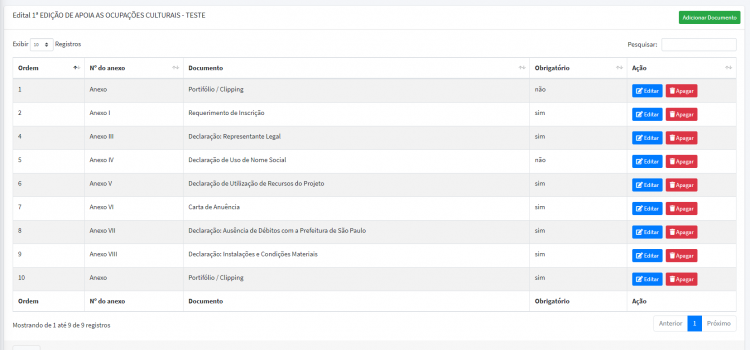 Edital 1ª EDIÇÃO DE APOIA AS OCUPAÇÕES CULTURAIS - TESTE
Adicionar Documento
Exibir 10 Registros
Pesquisar:
Ordem Nº do anexo Documento Obrigatório Ação
1 Anexo Portifólio / Clipping não Editar Apagar
2 Anexo I Requerimento de Inscrição sim Editar Apagar
4 Anexo III Declaração: Representante Legal sim Editar Apagar
5 Anexo IV Declaração de Uso de Nome Social não Editar Apagar
6 Anexo V Declaração de Utilização de Recursos do Projeto sim Editar Apagar
7 Anexo VI Carta de Anuência sim Editar Apagar
8 Anexo VII Declaração: Ausência de Débitos com a Prefeitura de São Paulo sim Editar Apagar
9 Anexo VIII Declaração: Instalações e Condições Materiais sim Editar Apagar
10 Anexo Portifólio / Clipping sim Editar Apagar
Ordem Nº do anexo Documento Obrigatório Ação
Mostrando de 1 até 9 de 9 registros
Anterior 1 Próximo